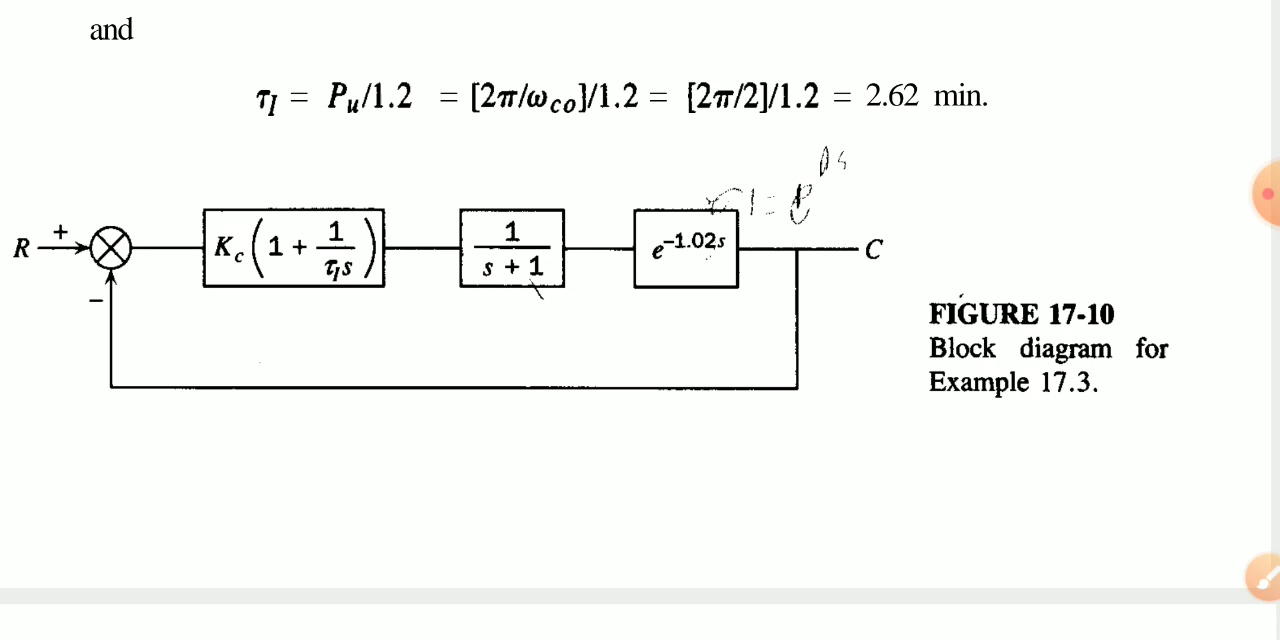 and
τ_I = P_u/1.2 = [2π/ω_co]/1.2 = [2π/2]/1.2 = 2.62 min.
R + − K_c(1 + 1/τ_I s) 1/(s + 1) e^−1.02s C
FIGURE 17-10
Block diagram for
Example 17.3.